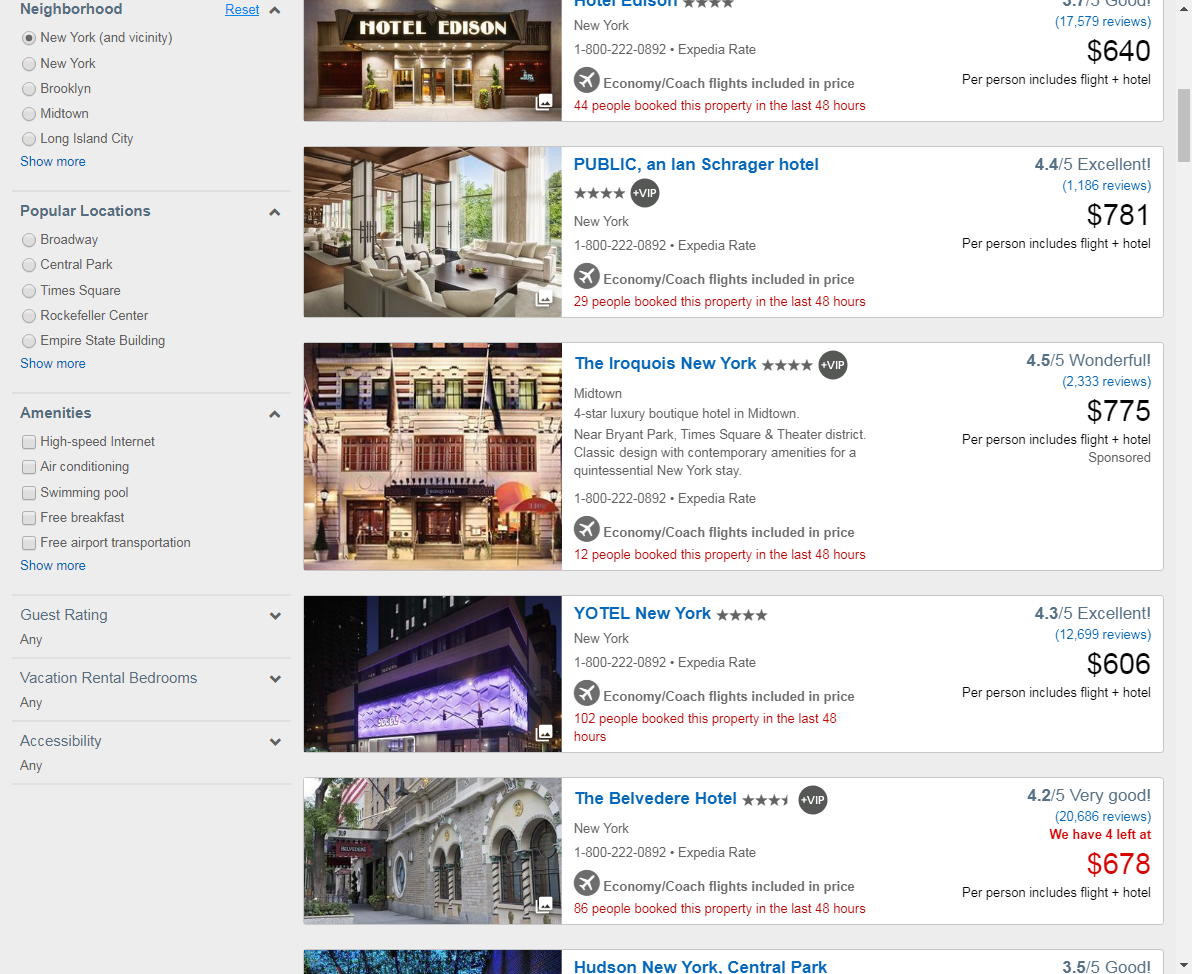 Neighborhood
Reset
New York (and vicinity)
New York
Brooklyn
Midtown
Long Island City
Show more
Popular Locations
Broadway
Central Park
Times Square
Rockefeller Center
Empire State Building
Show more
Amenities
High-speed Internet
Air conditioning
Swimming pool
Free breakfast
Free airport transportation
Show more
Guest Rating
Any
Vacation Rental Bedrooms
Any
Accessibility
Any
HOTEL EDISON
Hotel Edison
New York
1-800-222-0892 • Expedia Rate
Economy/Coach flights included in price
44 people booked this property in the last 48 hours
3.7/5 Good!
(17,579 reviews)
$640
Per person includes flight + hotel
PUBLIC, an Ian Schrager hotel
+VIP
New York
1-800-222-0892 • Expedia Rate
Economy/Coach flights included in price
29 people booked this property in the last 48 hours
4.4/5 Excellent!
(1,186 reviews)
$781
Per person includes flight + hotel
The Iroquois New York
+VIP
Midtown
4-star luxury boutique hotel in Midtown.
Near Bryant Park, Times Square & Theater district.
Classic design with contemporary amenities for a
quintessential New York stay.
1-800-222-0892 • Expedia Rate
Economy/Coach flights included in price
12 people booked this property in the last 48 hours
4.5/5 Wonderful!
(2,333 reviews)
$775
Per person includes flight + hotel
Sponsored
YOTEL New York
New York
1-800-222-0892 • Expedia Rate
Economy/Coach flights included in price
102 people booked this property in the last 48
hours
4.3/5 Excellent!
(12,699 reviews)
$606
Per person includes flight + hotel
BELVEDERE
The Belvedere Hotel
+VIP
New York
1-800-222-0892 • Expedia Rate
Economy/Coach flights included in price
86 people booked this property in the last 48 hours
4.2/5 Very good!
(20,686 reviews)
We have 4 left at
$678
Per person includes flight + hotel
Hudson New York, Central Park
3.5/5 Good!